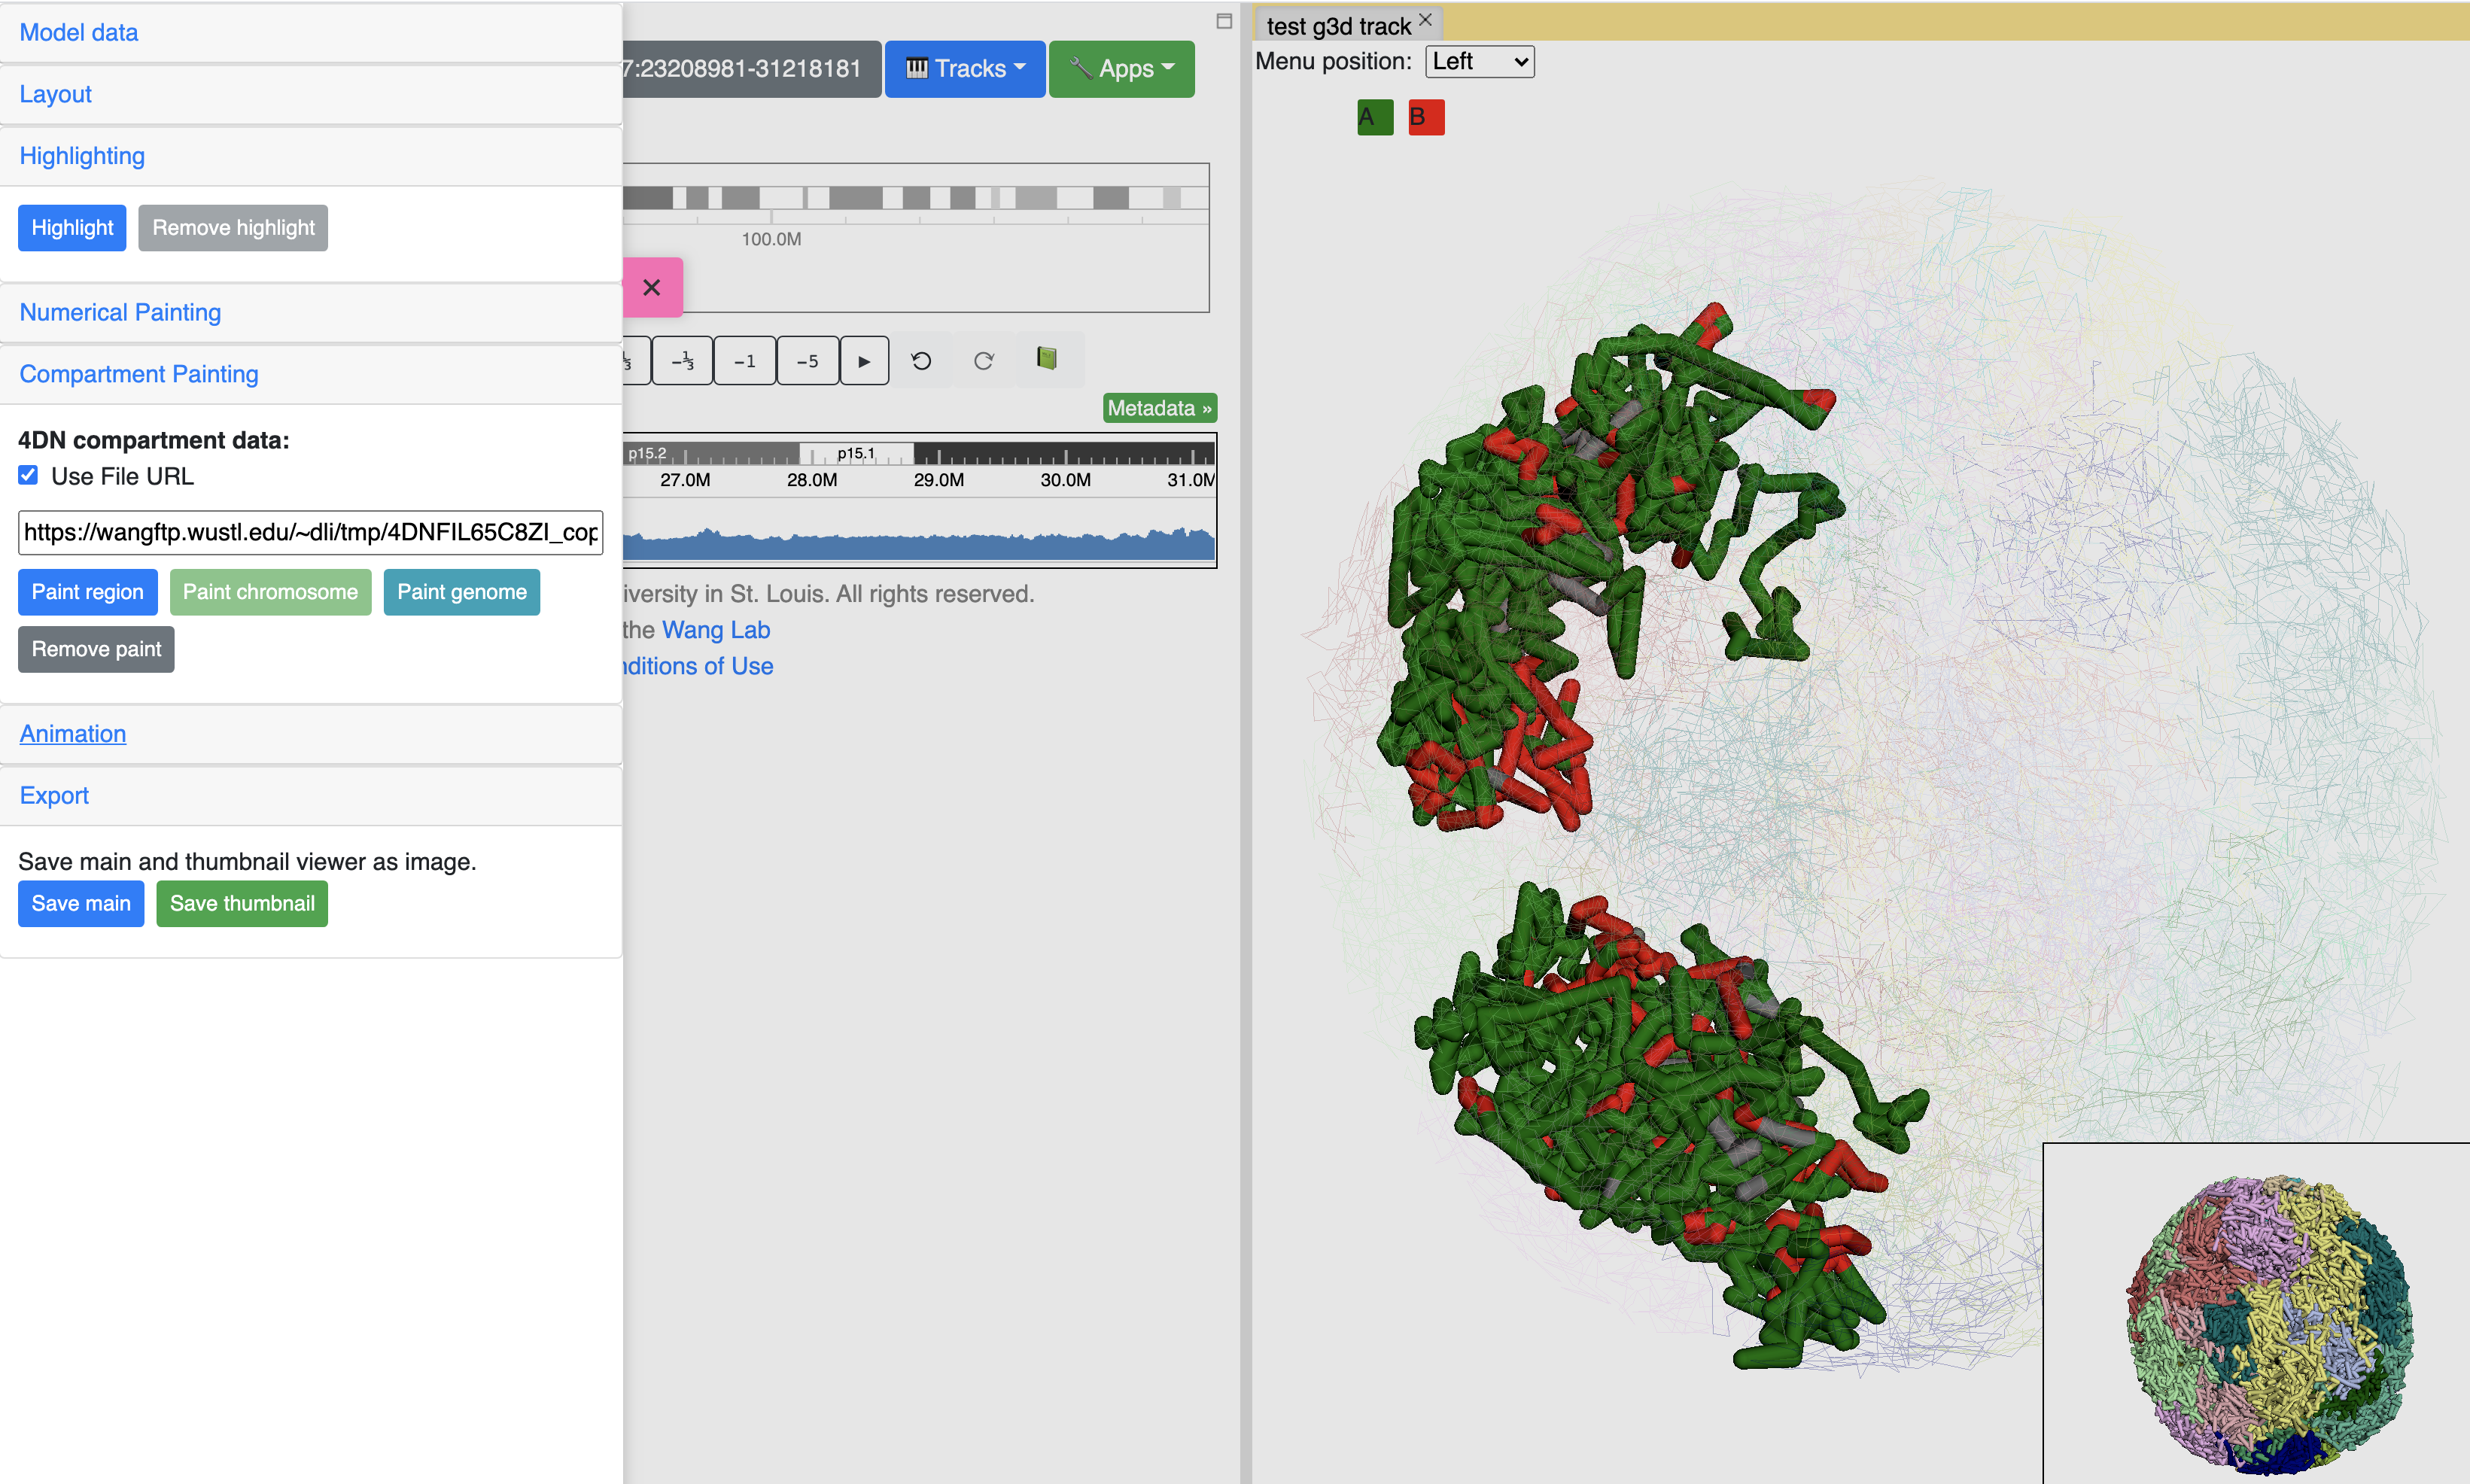 Model data
Layout
Highlighting
Highlight Remove highlight
Numerical Painting
Compartment Painting
4DN compartment data:
Use File URL
https://wangftp.wustl.edu/~dli/tmp/4DNFIL65C8ZI_cop
Paint region Paint chromosome Paint genome
Remove paint
Animation
Export
Save main and thumbnail viewer as image.
Save main Save thumbnail
7:23208981-31218181 Tracks Apps
100.0M
×
⅓ -⅓ -1 -5 ▶
Metadata »
p15.2 p15.1
27.0M 28.0M 29.0M 30.0M 31.0M
iversity in St. Louis. All rights reserved.
the Wang Lab
nditions of Use
test g3d track ×
Menu position: Left
A B